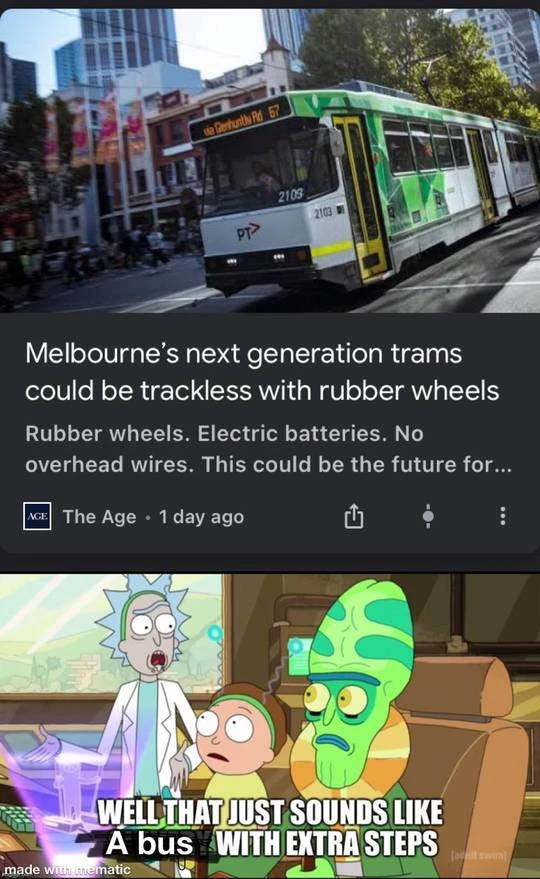 via Glenhuntly Rd 67
2103
2103
PT>
Melbourne's next generation trams
could be trackless with rubber wheels
Rubber wheels. Electric batteries. No
overhead wires. This could be the future for...
AGE The Age • 1 day ago
WELL THAT JUST SOUNDS LIKE
A bus WITH EXTRA STEPS
[adult swim]
made with mematic